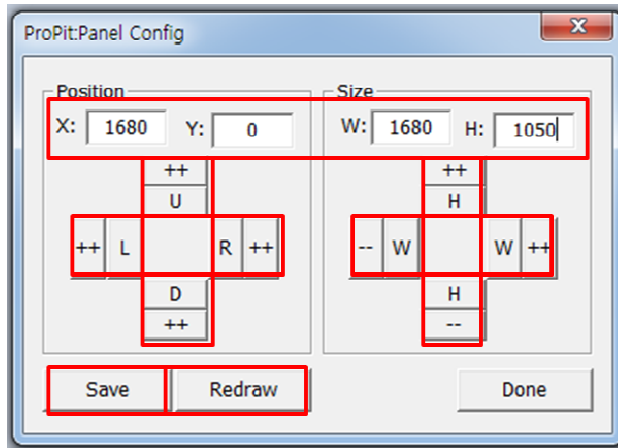 ProPit:Panel Config
Position
X: 1680 Y: 0
++
U
++ L R ++
D
++
Size
W: 1680 H: 1050
++
H
-- W W ++
H
--
Save Redraw Done